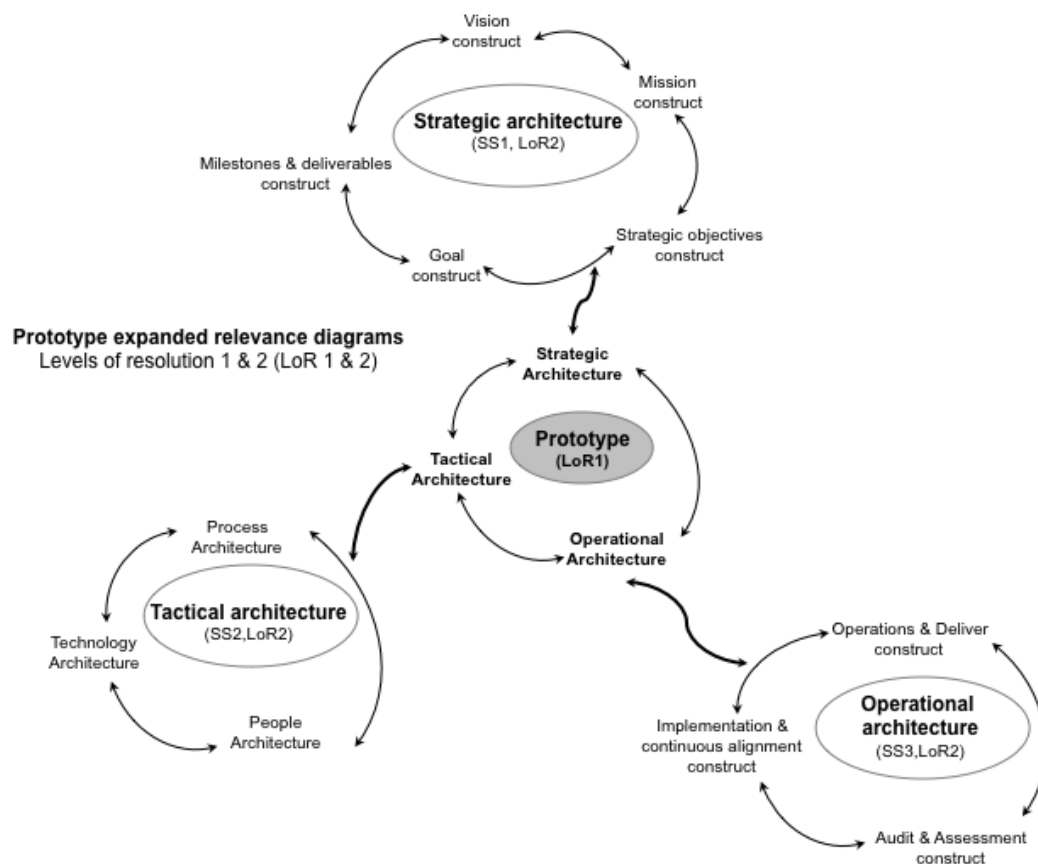 Vision
construct
Mission
construct
Strategic architecture
(SS1, LoR2)
Milestones & deliverables
construct
Strategic objectives
construct
Goal
construct
Prototype expanded relevance diagrams
Levels of resolution 1 & 2 (LoR 1 & 2)
Strategic
Architecture
Prototype
(LoR1)
Tactical
Architecture
Operational
Architecture
Process
Architecture
Tactical architecture
(SS2,LoR2)
Technology
Architecture
People
Architecture
Operations & Deliver
construct
Operational
architecture
(SS3,LoR2)
Implementation &
continuous alignment
construct
Audit & Assessment
construct